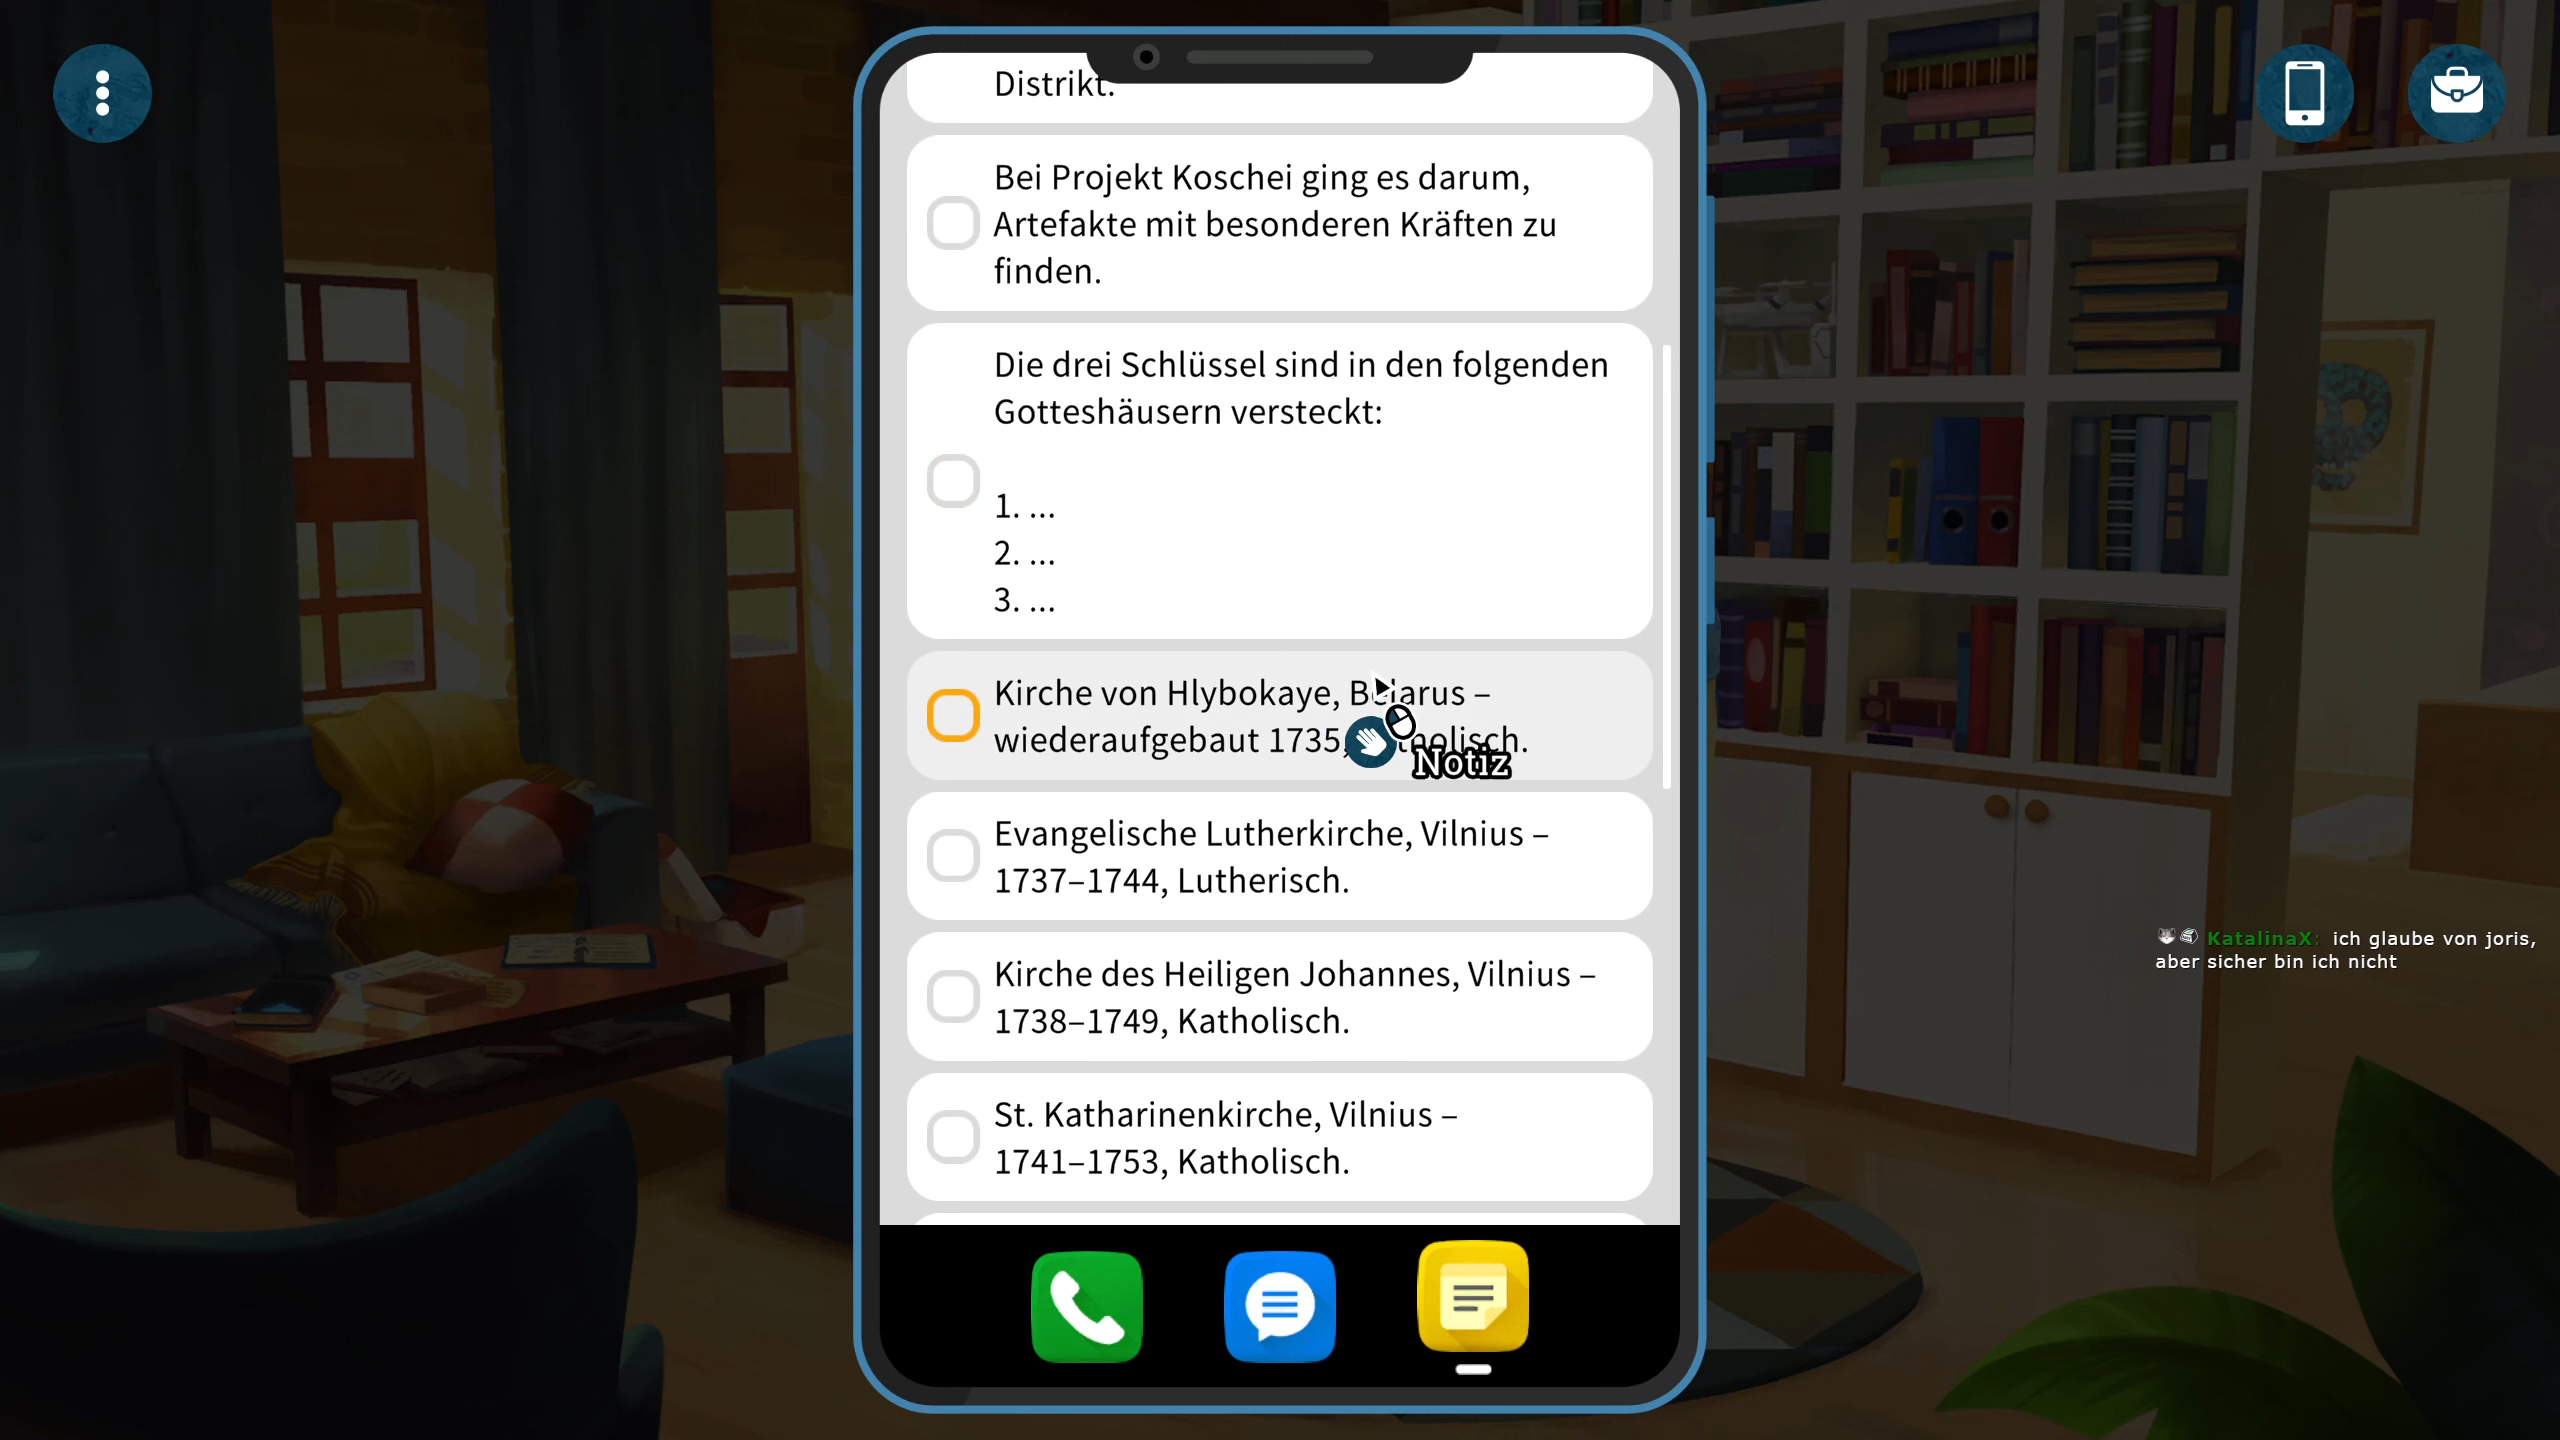 Distrikt.
Bei Projekt Koschei ging es darum,
Artefakte mit besonderen Kräften zu
finden.
Die drei Schlüssel sind in den folgenden
Gotteshäusern versteckt:
1. ...
2. ...
3. ...
Kirche von Hlybokaye, Belarus –
wiederaufgebaut 1735, Katholisch.
Notiz
Evangelische Lutherkirche, Vilnius –
1737–1744, Lutherisch.
Kirche des Heiligen Johannes, Vilnius –
1738–1749, Katholisch.
St. Katharinenkirche, Vilnius –
1741–1753, Katholisch.
KatalinaX: ich glaube von joris,
aber sicher bin ich nicht